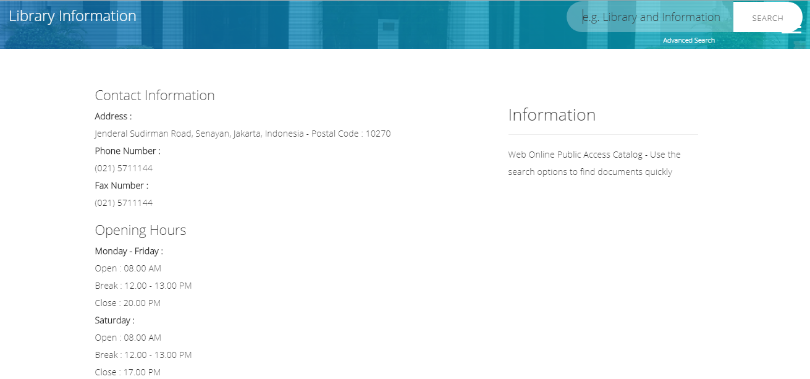 Library Information
e.g. Library and Information
SEARCH
Advanced Search
Contact Information
Address :
Jenderal Sudirman Road, Senayan, Jakarta, Indonesia - Postal Code : 10270
Phone Number :
(021) 5711144
Fax Number :
(021) 5711144
Opening Hours
Monday - Friday :
Open : 08.00 AM
Break : 12.00 - 13.00 PM
Close : 20.00 PM
Saturday :
Open : 08.00 AM
Break : 12.00 - 13.00 PM
Close : 17.00 PM
Information
Web Online Public Access Catalog - Use the
search options to find documents quickly